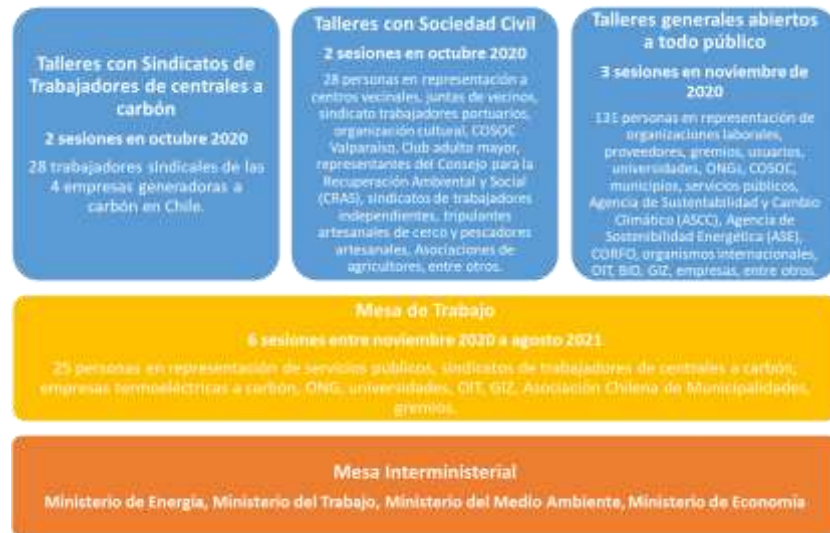 Talleres con Sindicatos de
Trabajadores de centrales a
carbón
2 sesiones en octubre 2020
28 trabajadores sindicales de las
4 empresas generadoras a
carbón en Chile.
Talleres con Sociedad Civil
2 sesiones en octubre 2020
28 personas en representación a
centros vecinales, juntas de vecinos,
sindicato trabajadores portuarios,
organización cultural, COSOC
Valparaíso, Club adulto mayor,
representantes del Consejo para la
Recuperación Ambiental y Social
(CRAS), sindicatos de trabajadores
independientes, tripulantes
artesanales de cerco y pescadores
artesanales, Asociaciones de
agricultores, entre otros.
Talleres generales abiertos
a todo público
3 sesiones en noviembre de
2020
131 personas en representación de
organizaciones laborales,
proveedores, gremios, usuarios,
universidades, ONGs, COSOC,
municipios, servicios públicos,
Agencia de Sustentabilidad y Cambio
Climático (ASCC), Agencia de
Sostenibilidad Energética (ASE),
CORFO, organismos internacionales,
OIT, BID, GIZ, empresas, entre otros.
Mesa de Trabajo
6 sesiones entre noviembre 2020 a agosto 2021
25 personas en representación de servicios públicos, sindicatos de trabajadores de centrales a carbón,
empresas termoeléctricas a carbón, ONG, universidades, OIT, GIZ, Asociación Chilena de Municipalidades,
gremios.
Mesa Interministerial
Ministerio de Energía, Ministerio del Trabajo, Ministerio del Medio Ambiente, Ministerio de Economía